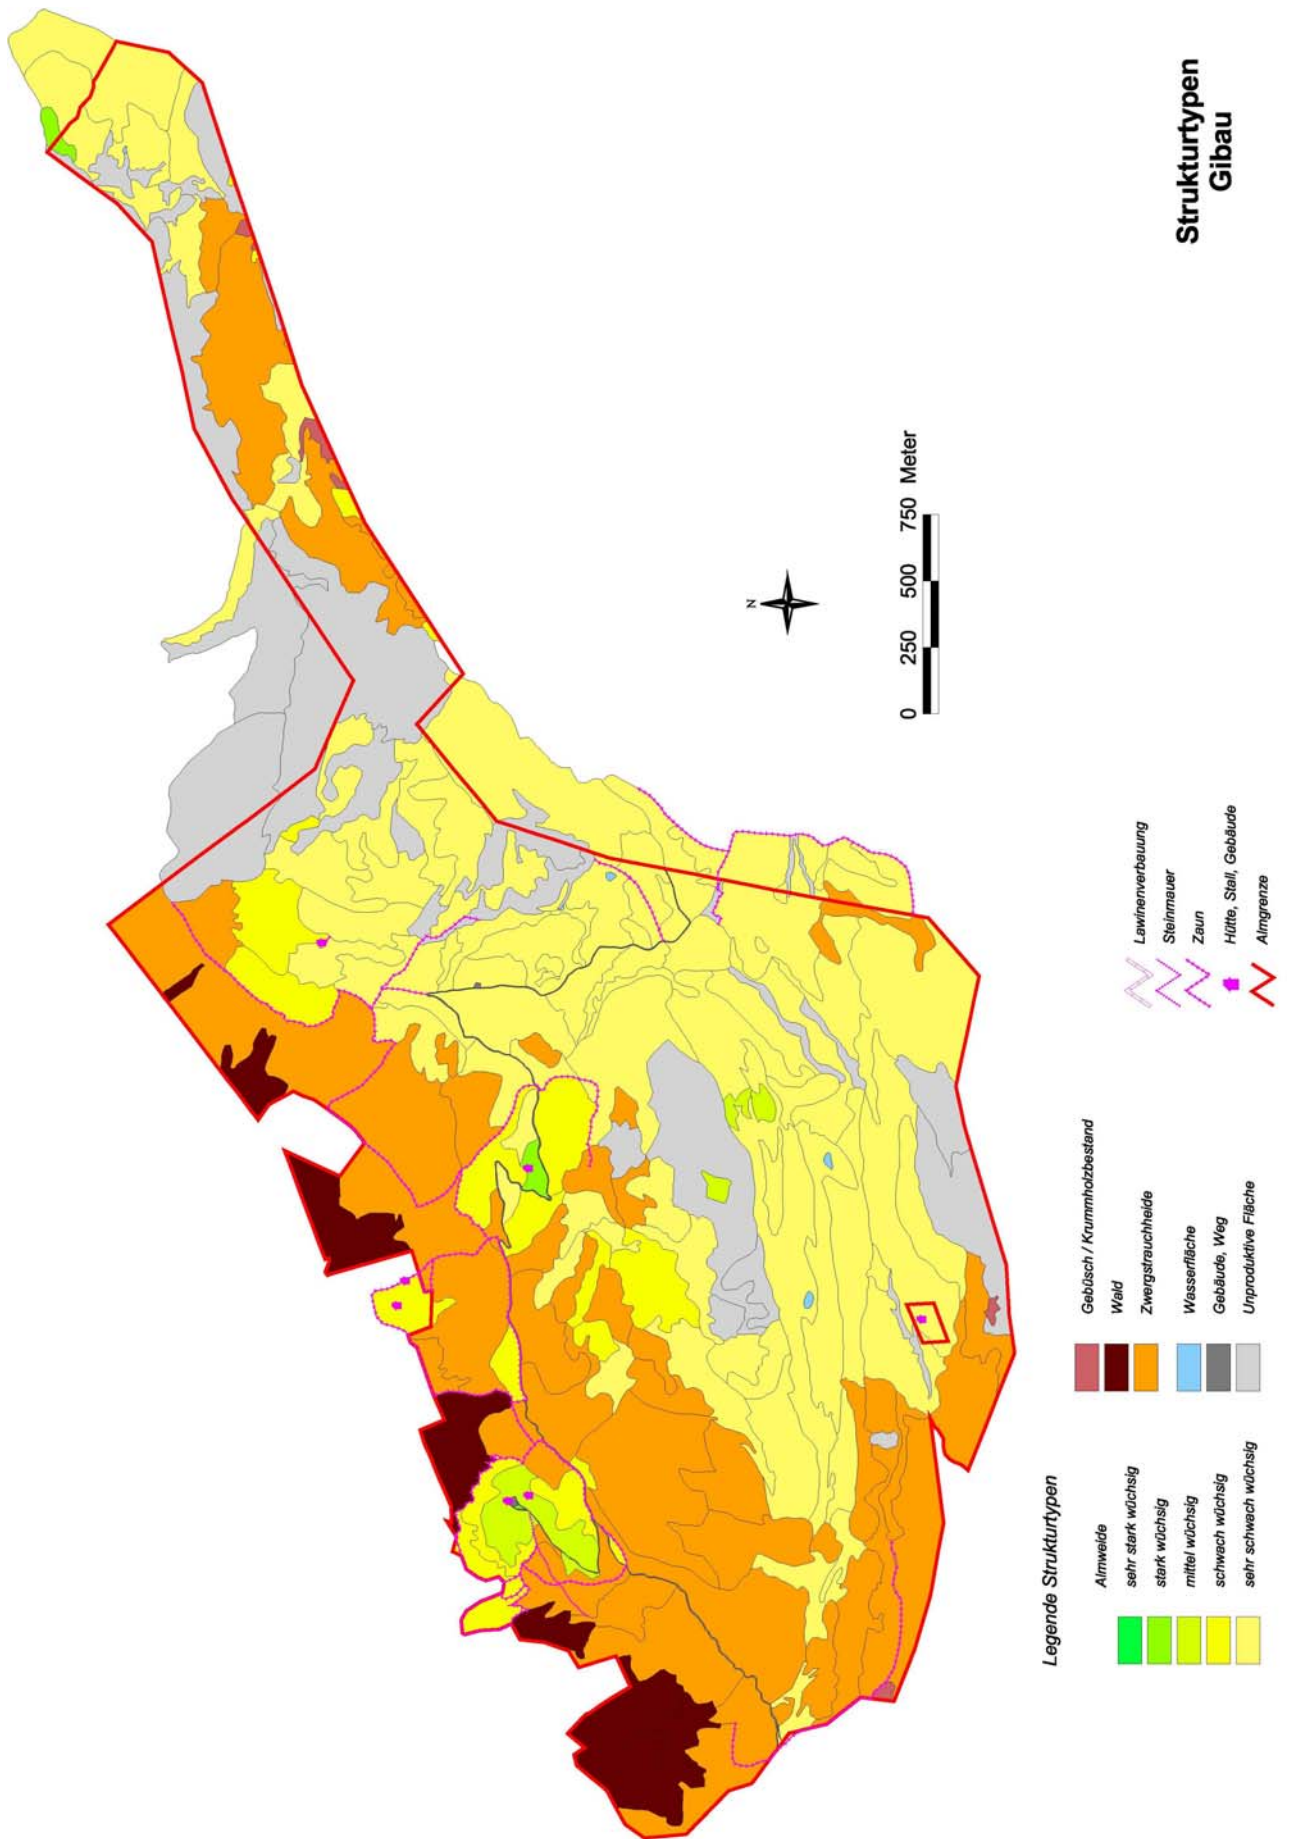 Strukturtypen
Gibau
N
0 250 500 750 Meter
Legende Strukturtypen
Almweide
sehr stark wüchsig
stark wüchsig
mittel wüchsig
schwach wüchsig
sehr schwach wüchsig
Gebüsch / Krummholzbestand
Wald
Zwergstrauchheide
Wasserfläche
Gebäude, Weg
Unproduktive Fläche
Lawinenverbauung
Steinmauer
Zaun
Hütte, Stall, Gebäude
Almgrenze